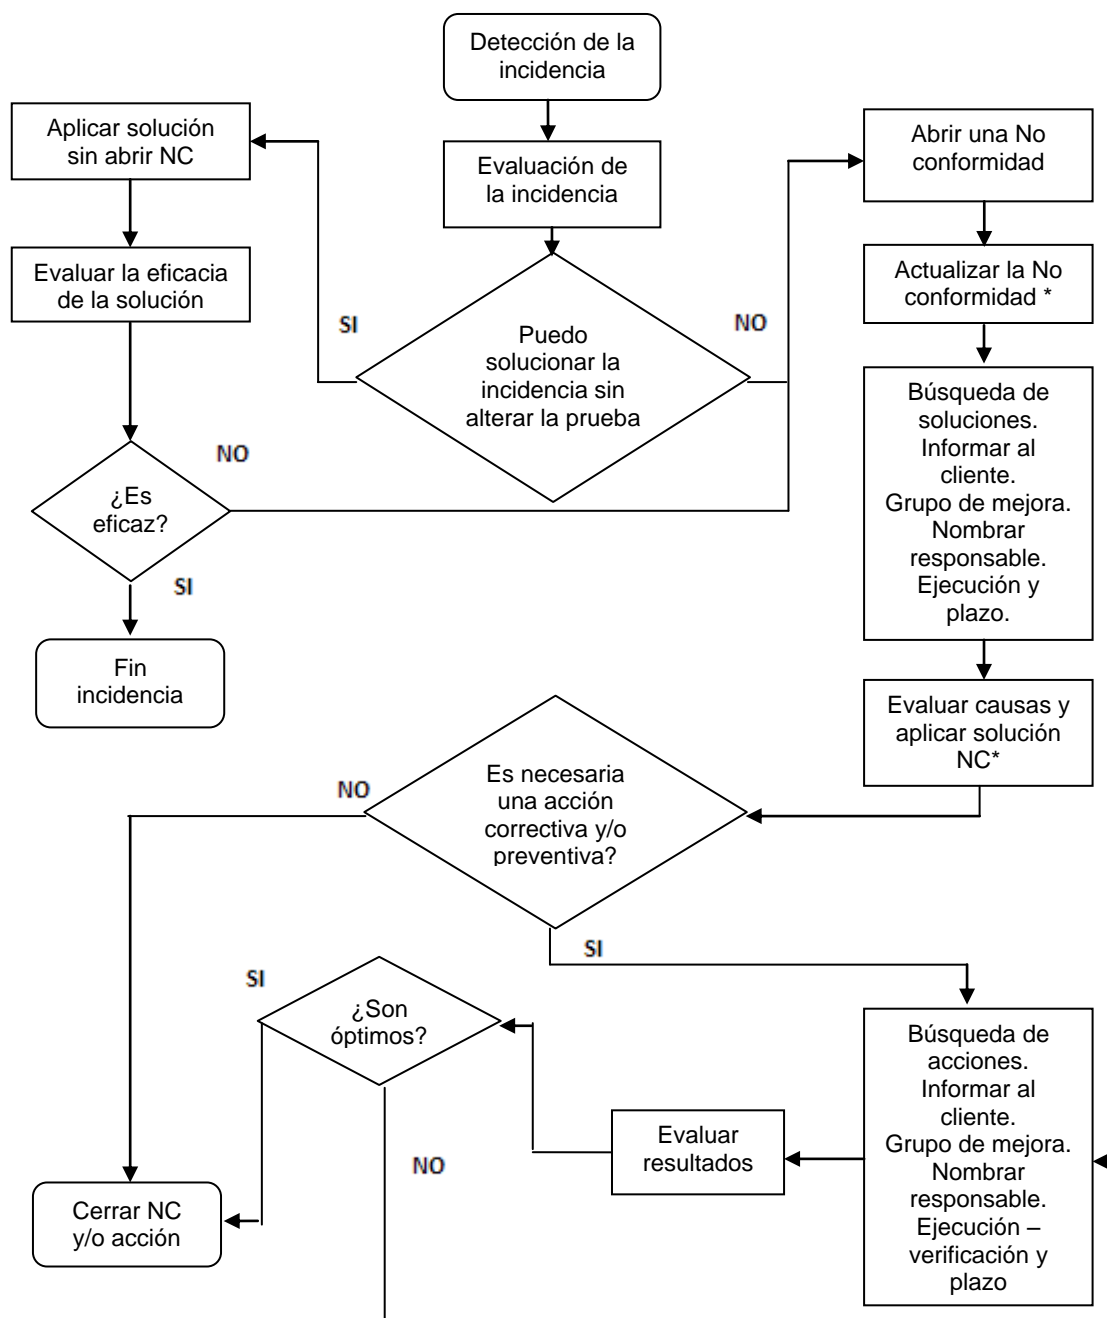 Detección de la
incidencia
Aplicar solución
sin abrir NC
Evaluación de
la incidencia
Abrir una No
conformidad
Evaluar la eficacia
de la solución
Actualizar la No
conformidad *
SI
NO
Puedo
solucionar la
incidencia sin
alterar la prueba
Búsqueda de
soluciones.
Informar al
cliente.
Grupo de mejora.
Nombrar
responsable.
Ejecución y
plazo.
NO
¿Es
eficaz?
SI
Fin
incidencia
Evaluar causas y
aplicar solución
NC*
NO
Es necesaria
una acción
correctiva y/o
preventiva?
SI
SI
¿Son
óptimos?
Búsqueda de
acciones.
Informar al
cliente.
Grupo de mejora.
Nombrar
responsable.
Ejecución –
verificación y
plazo
Evaluar
resultados
NO
Cerrar NC
y/o acción